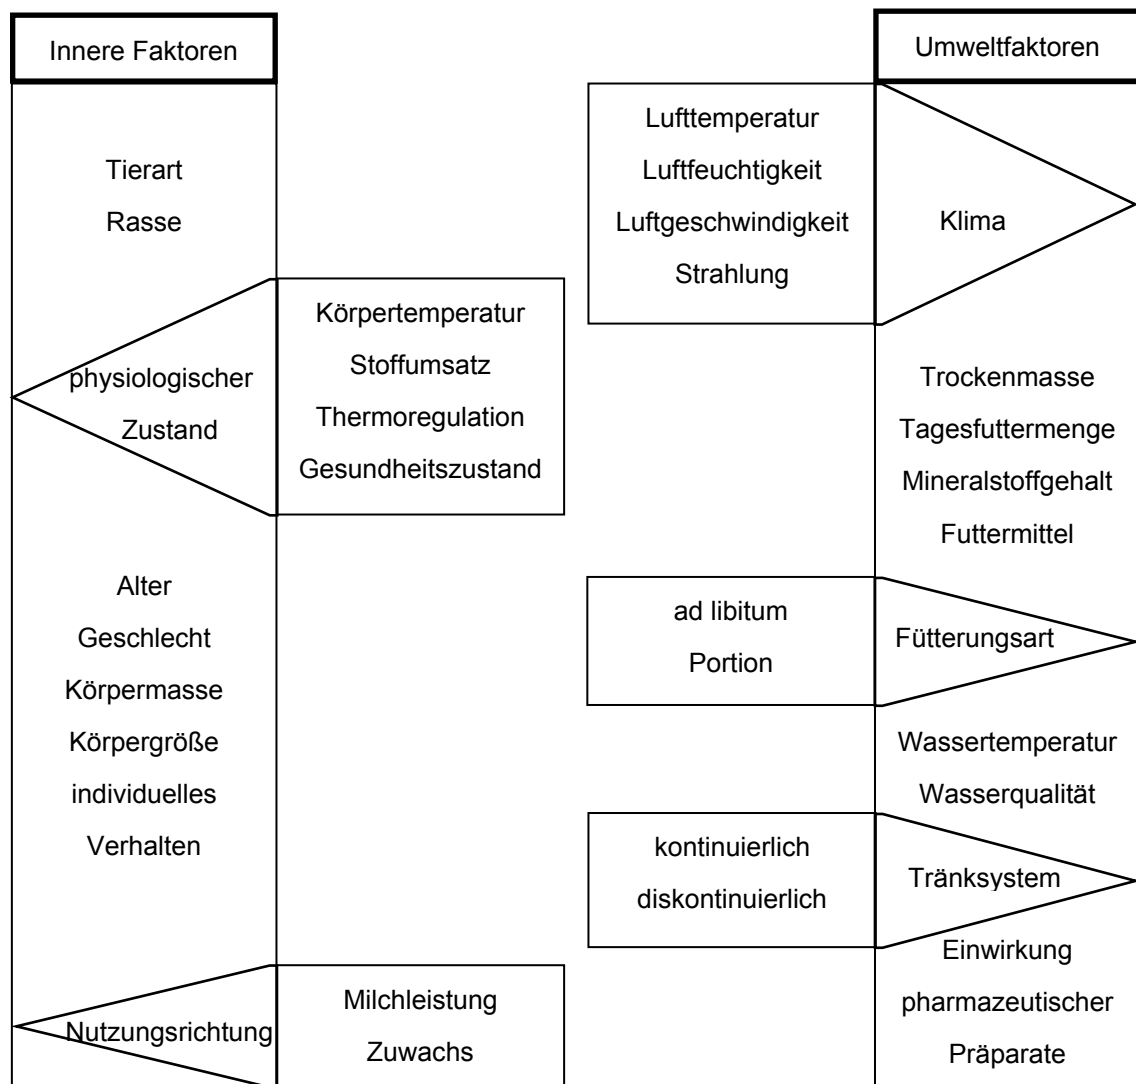 Innere Faktoren
Tierart
Rasse
physiologischer
Zustand
Körpertemperatur
Stoffumsatz
Thermoregulation
Gesundheitszustand
Alter
Geschlecht
Körpermasse
Körpergröße
individuelles
Verhalten
Nutzungsrichtung
Milchleistung
Zuwachs
Umweltfaktoren
Lufttemperatur
Luftfeuchtigkeit
Luftgeschwindigkeit
Strahlung
Klima
Trockenmasse
Tagesfuttermenge
Mineralstoffgehalt
Futtermittel
ad libitum
Portion
Fütterungsart
Wassertemperatur
Wasserqualität
kontinuierlich
diskontinuierlich
Tränksystem
Einwirkung
pharmazeutischer
Präparate